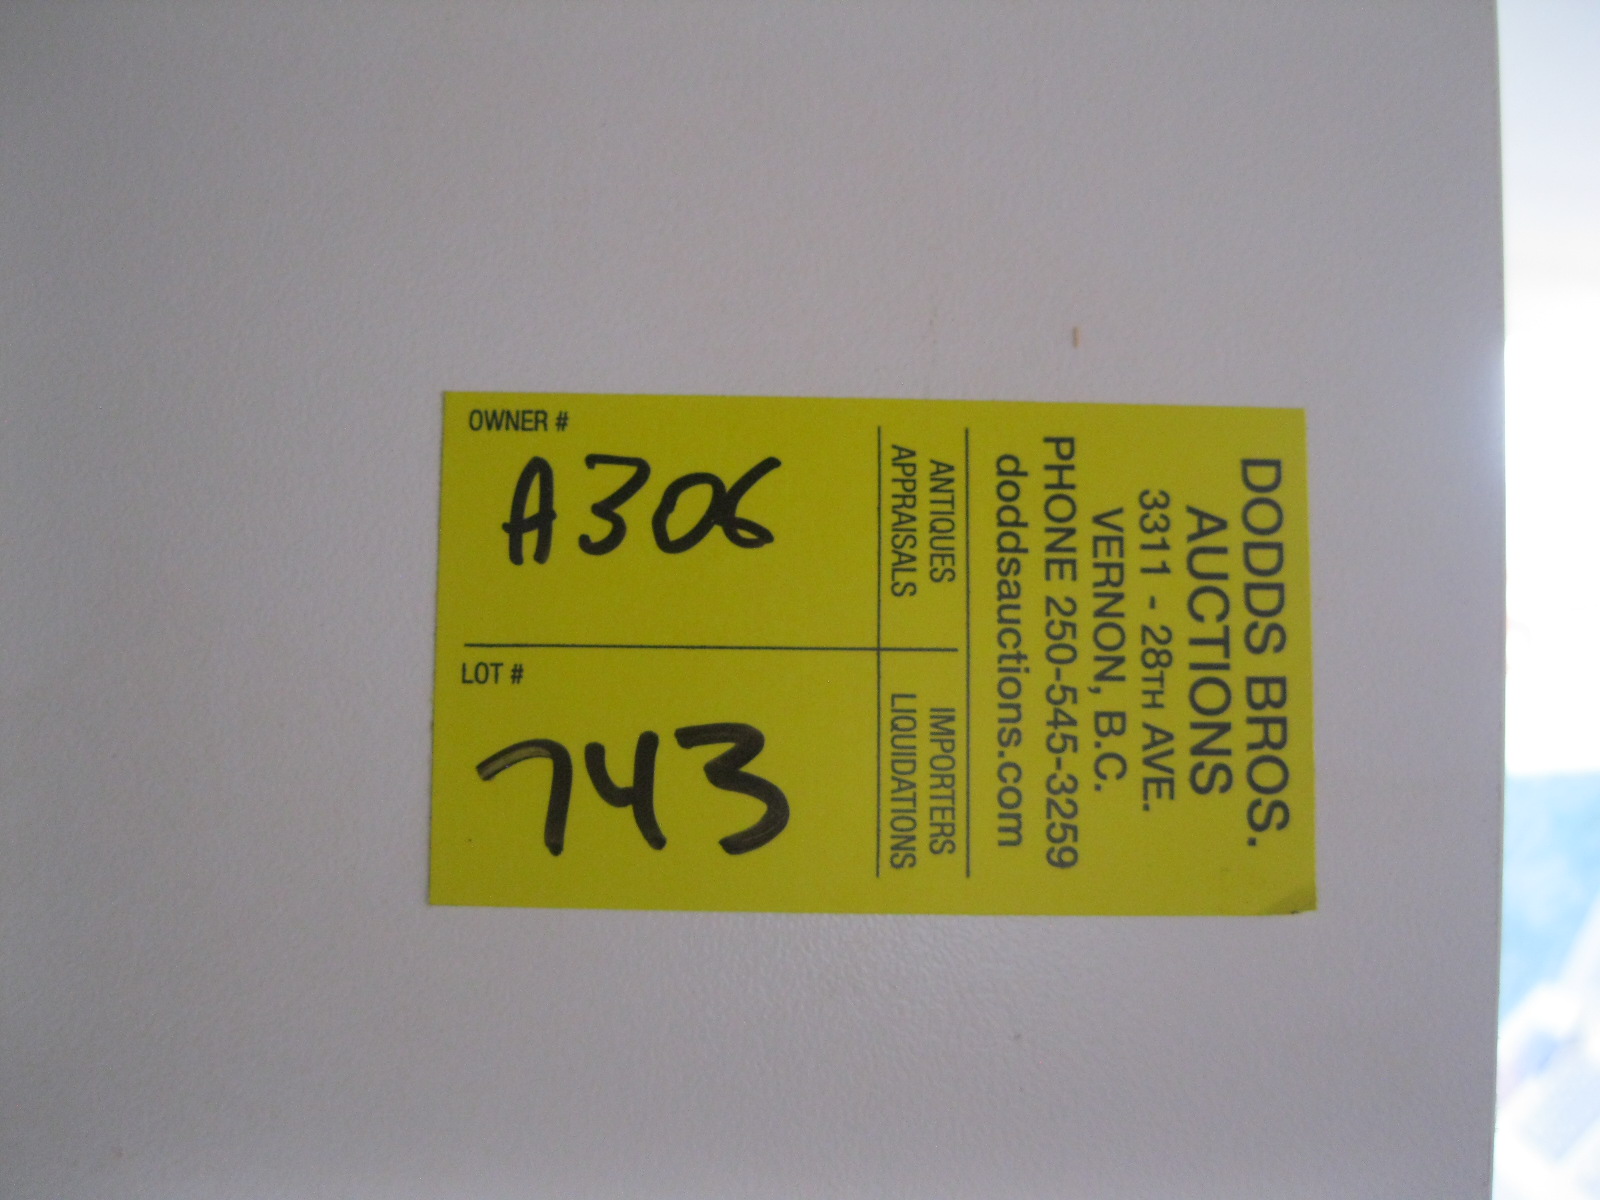 DODDS BROS.
AUCTIONS
3311 - 28TH AVE.
VERNON, B.C.
PHONE 250-545-3259
doddsauctions.com
ANTIQUES IMPORTERS
APPRAISALS LIQUIDATIONS
OWNER #
A306
LOT #
743